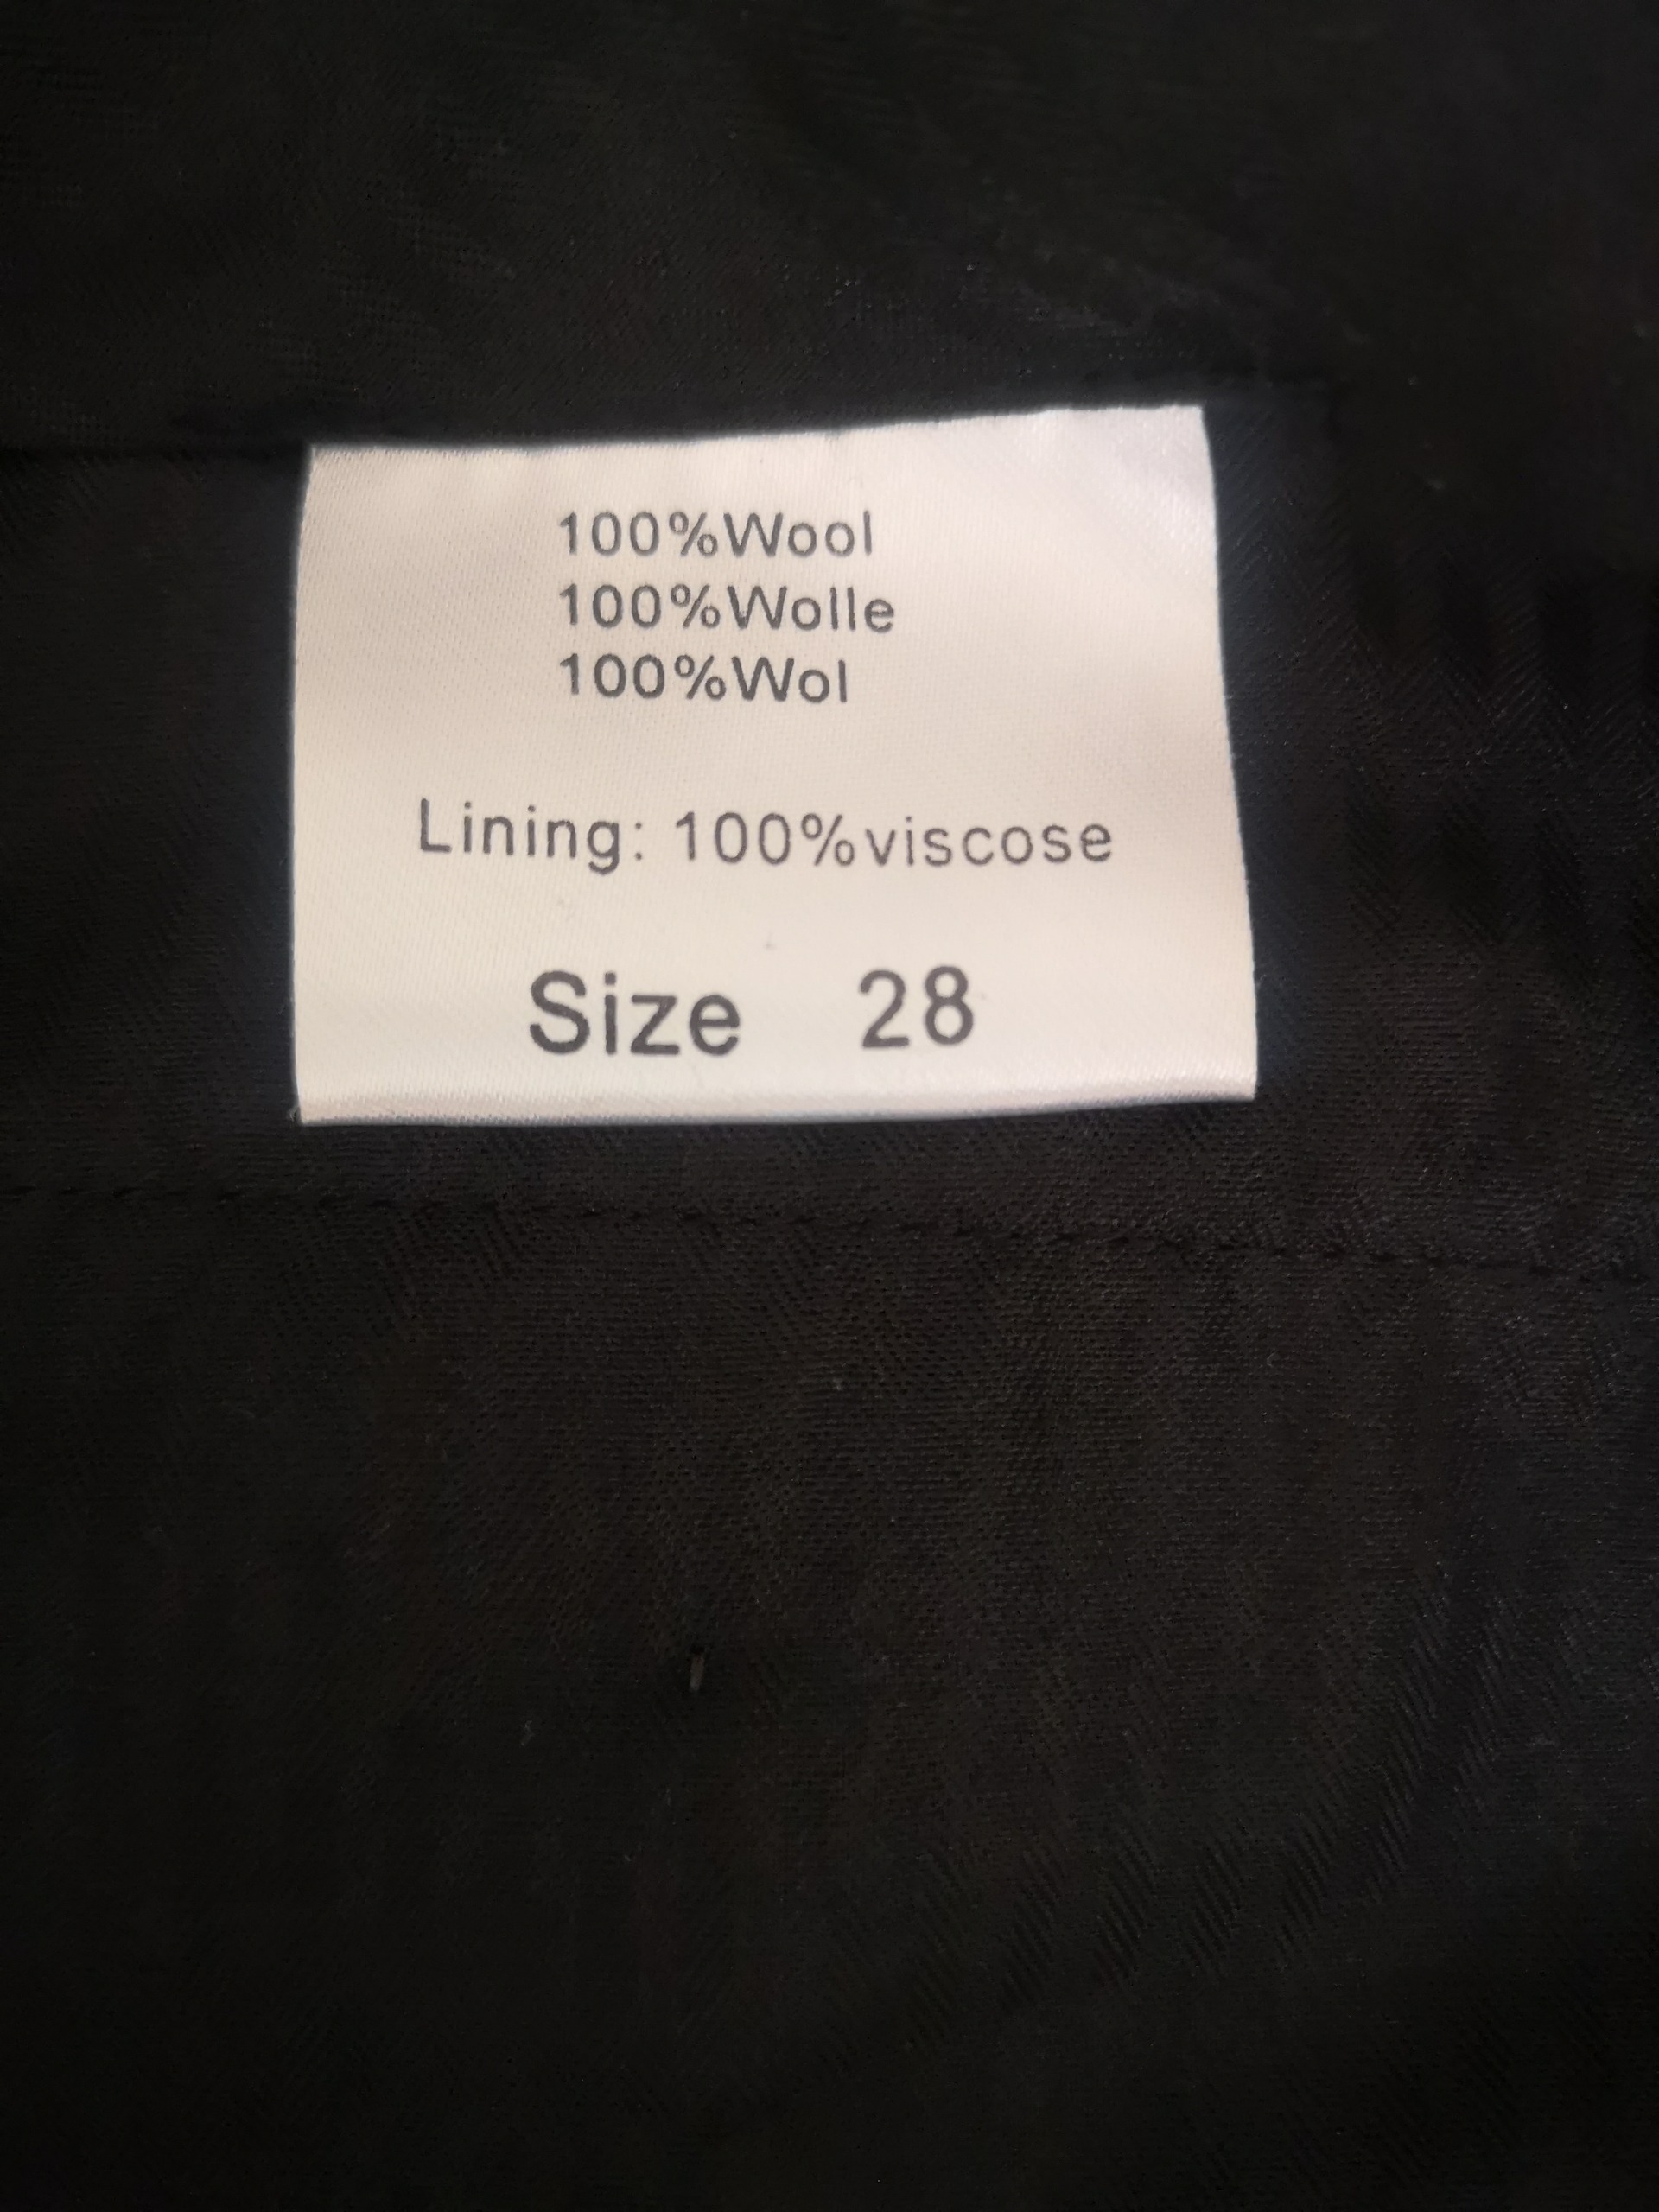 100%Wool
100%Wolle
100%Wol
Lining: 100%viscose
Size 28